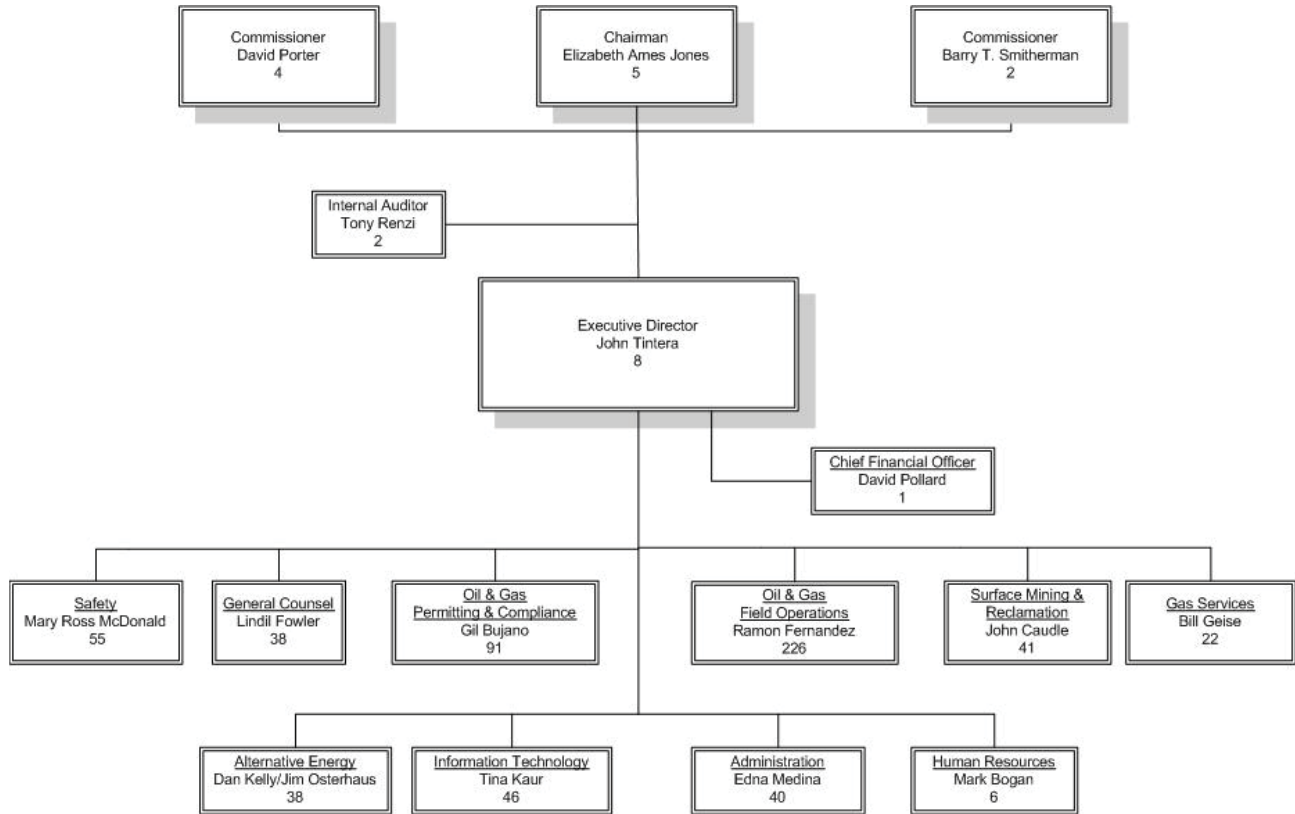 Commissioner
David Porter
4
Chairman
Elizabeth Ames Jones
5
Commissioner
Barry T. Smitherman
2
Internal Auditor
Tony Renzi
2
Executive Director
John Tintera
8
Chief Financial Officer
David Pollard
1
Safety
Mary Ross McDonald
55
General Counsel
Lindil Fowler
38
Oil & Gas
Permitting & Compliance
Gil Bujano
91
Oil & Gas
Field Operations
Ramon Fernandez
226
Surface Mining &
Reclamation
John Caudle
41
Gas Services
Bill Geise
22
Alternative Energy
Dan Kelly/Jim Osterhaus
38
Information Technology
Tina Kaur
46
Administration
Edna Medina
40
Human Resources
Mark Bogan
6